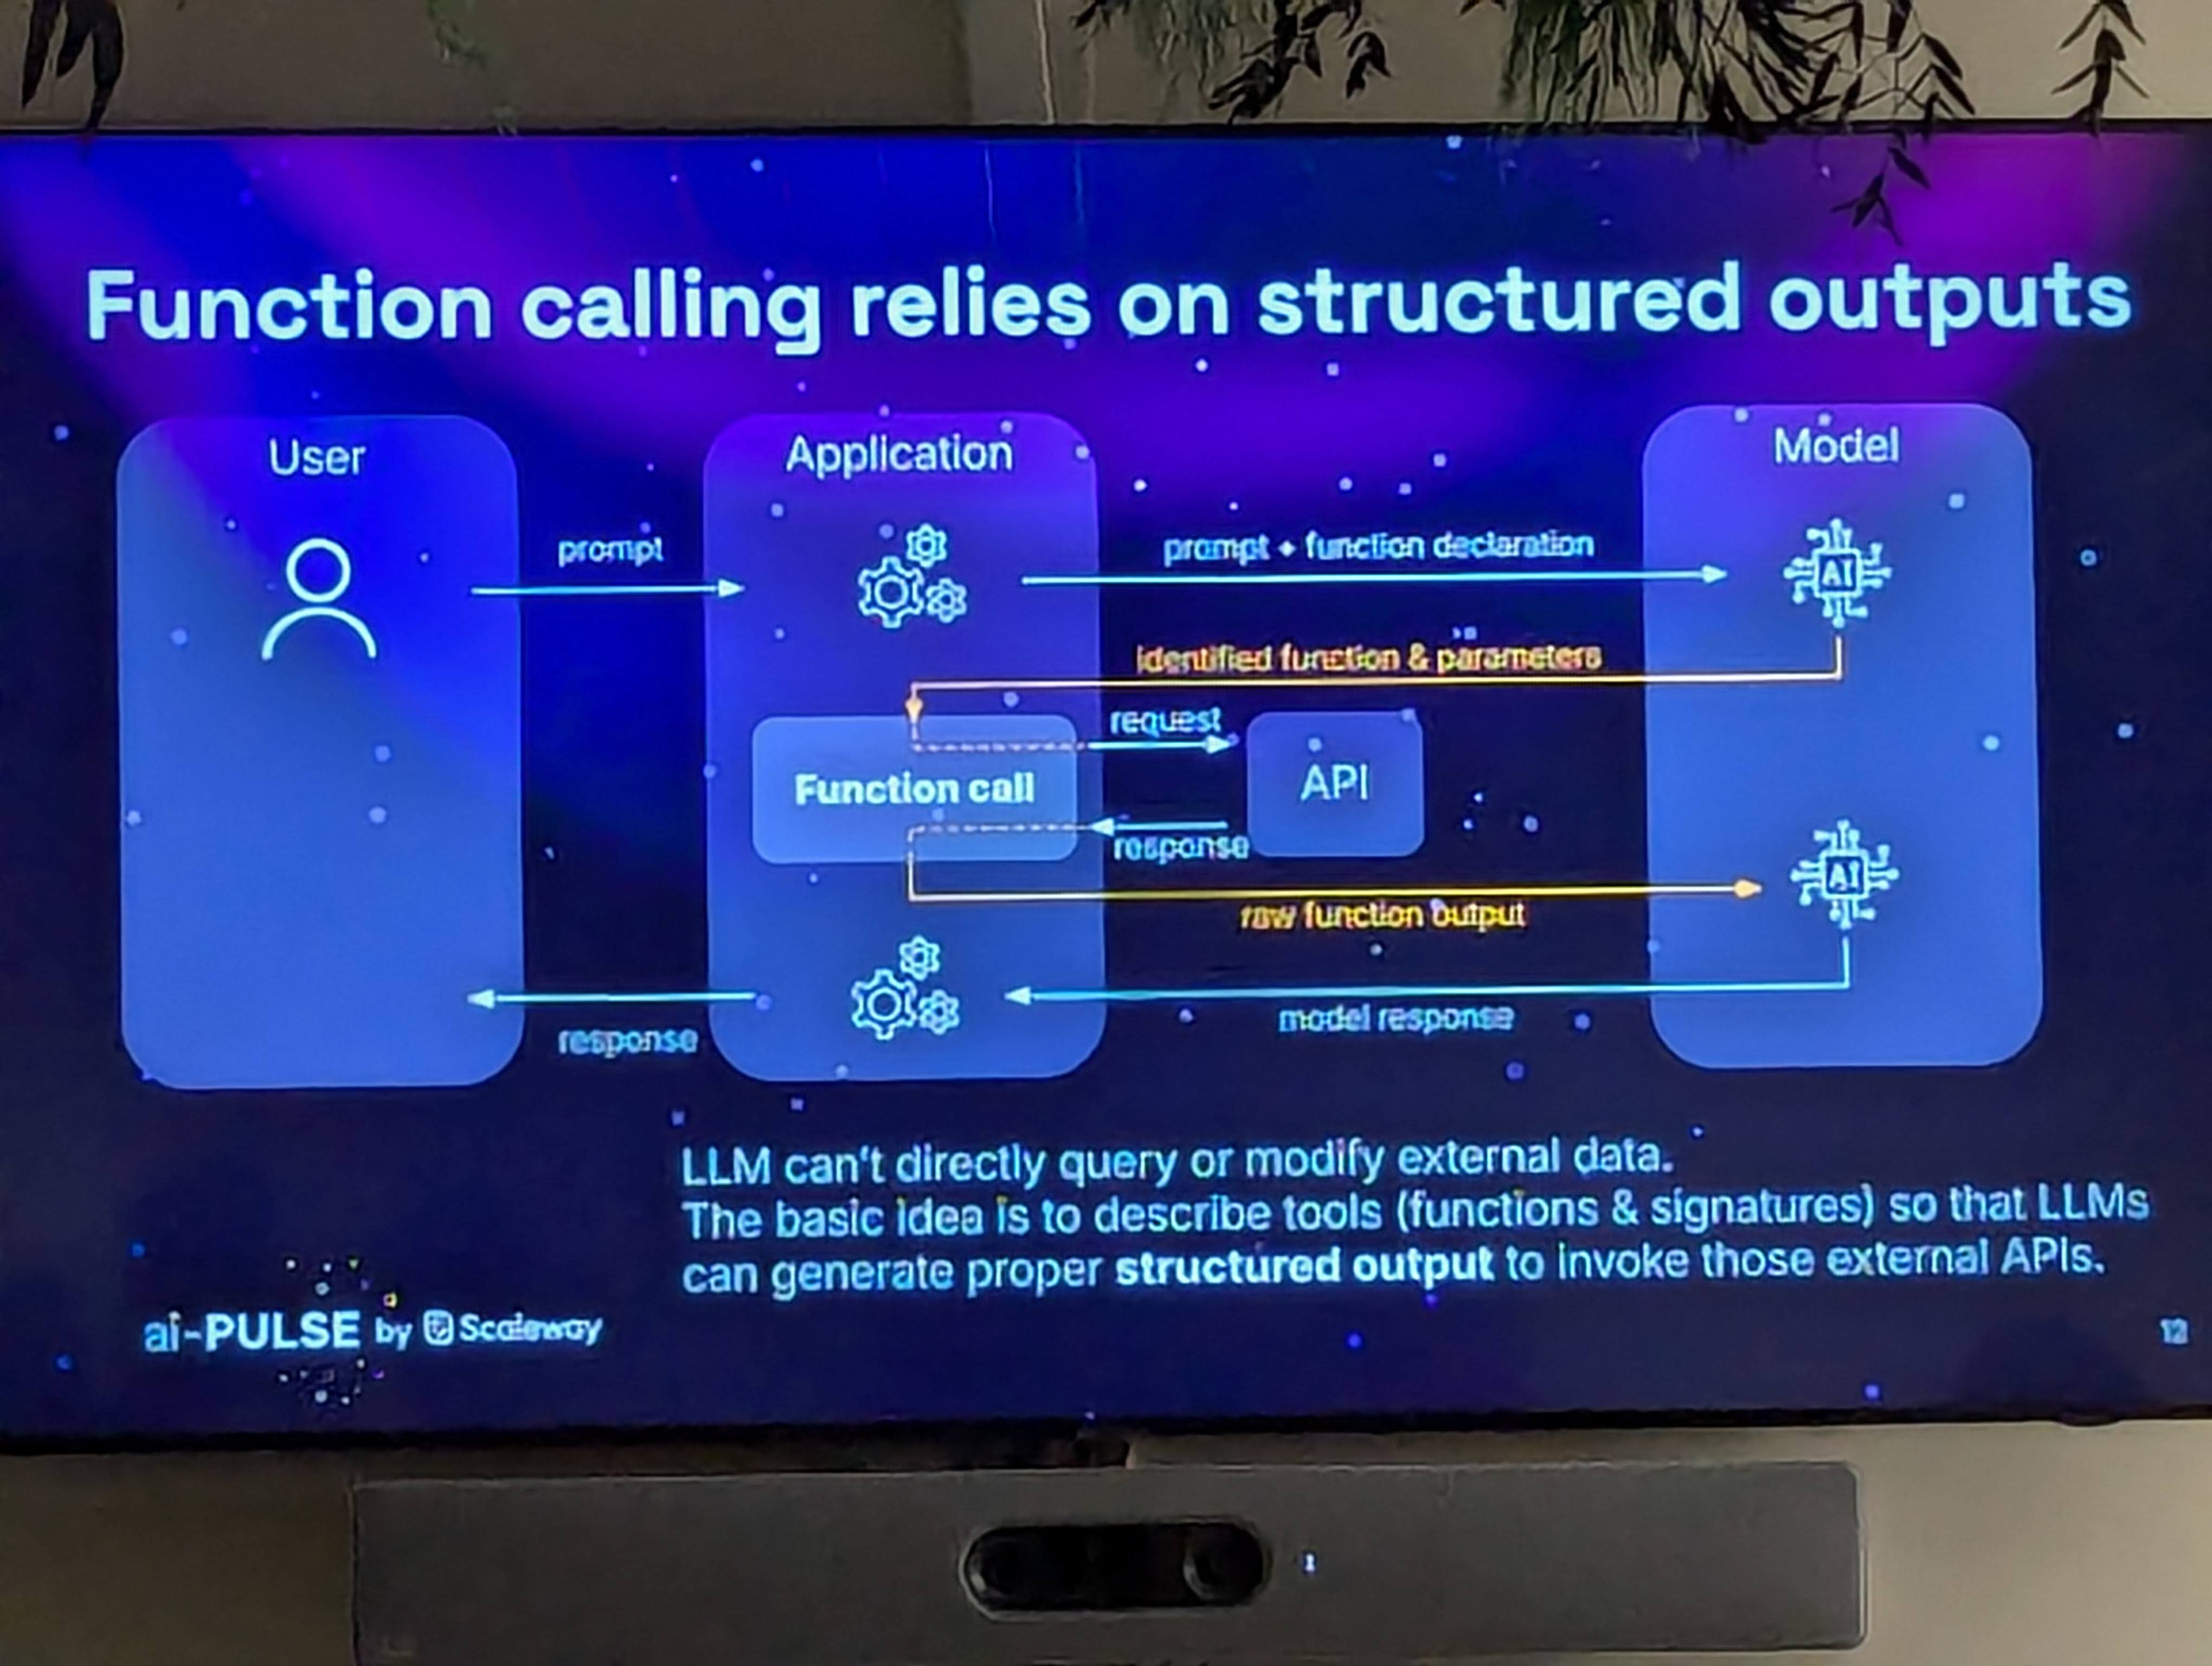 Function calling relies on structured outputs
User
Application
Model
prompt
prompt + function declaration
AI
identified function & parameters
request
Function call
API
response
AI
raw function output
model response
response
LLM can't directly query or modify external data.
The basic idea is to describe tools (functions & signatures) so that LLMs
can generate proper structured output to invoke those external APIs.
ai-PULSE by Scaleway
12